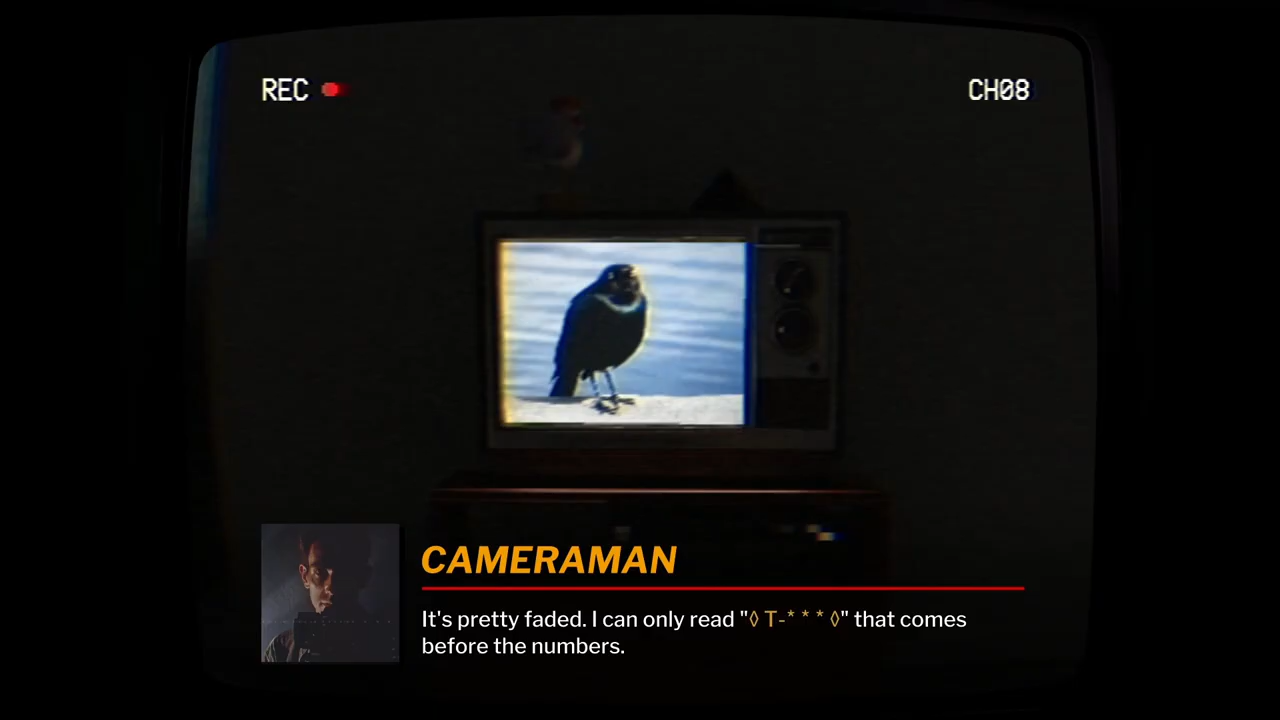 REC
CH08
CAMERAMAN
It's pretty faded. I can only read "◊ T-* * * ◊" that comes
before the numbers.